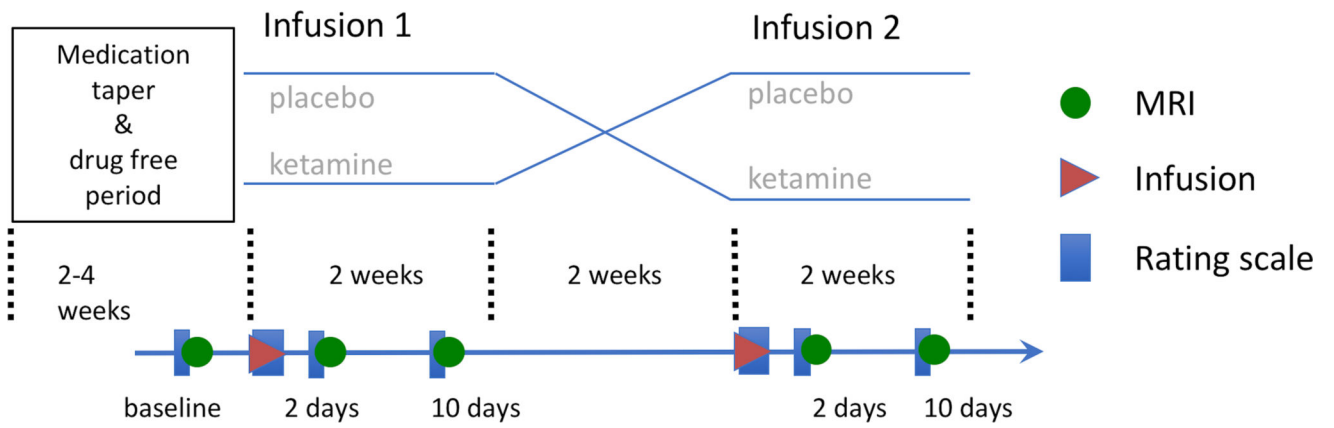 Infusion 1
Infusion 2
Medication
taper
&
drug free
period
placebo
ketamine
placebo
ketamine
MRI
Infusion
Rating scale
2-4
weeks
2 weeks
2 weeks
2 weeks
baseline
2 days
10 days
2 days
10 days